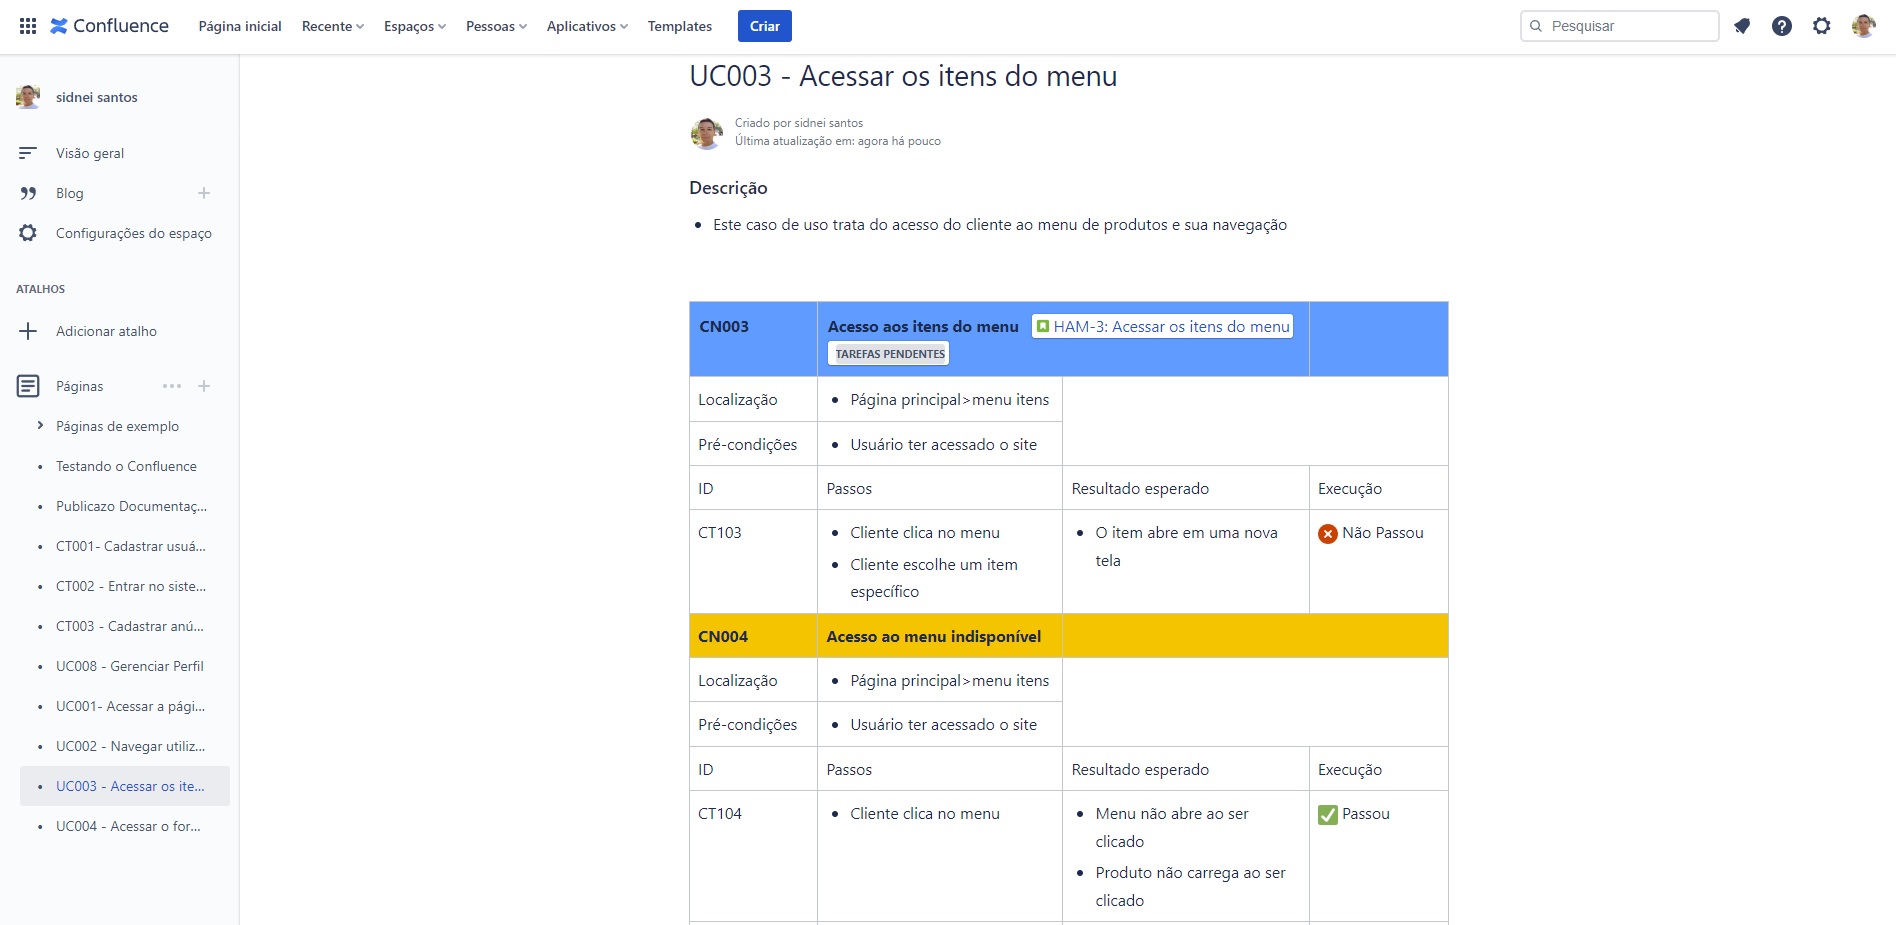 Confluence
Página inicial
Recente
Espaços
Pessoas
Aplicativos
Templates
Criar
Pesquisar
sidnei santos
Visão geral
Blog
Configurações do espaço
ATALHOS
Adicionar atalho
Páginas
Páginas de exemplo
Testando o Confluence
Publicazo Documentaç...
CT001- Cadastrar usuá...
CT002 - Entrar no siste...
CT003 - Cadastrar anú...
UC008 - Gerenciar Perfil
UC001- Acessar a pági...
UC002 - Navegar utiliz...
UC003 - Acessar os ite...
UC004 - Acessar o for...
UC003 - Acessar os itens do menu
Criado por sidnei santos
Última atualização em: agora há pouco
Descrição
Este caso de uso trata do acesso do cliente ao menu de produtos e sua navegação
CN003
Acesso aos itens do menu HAM-3: Acessar os itens do menu
TAREFAS PENDENTES
Localização
Página principal>menu itens
Pré-condições
Usuário ter acessado o site
ID
Passos
Resultado esperado
Execução
CT103
Cliente clica no menu
Cliente escolhe um item
específico
O item abre em uma nova
tela
Não Passou
CN004
Acesso ao menu indisponível
Localização
Página principal>menu itens
Pré-condições
Usuário ter acessado o site
ID
Passos
Resultado esperado
Execução
CT104
Cliente clica no menu
Menu não abre ao ser
clicado
Produto não carrega ao ser
clicado
Passou